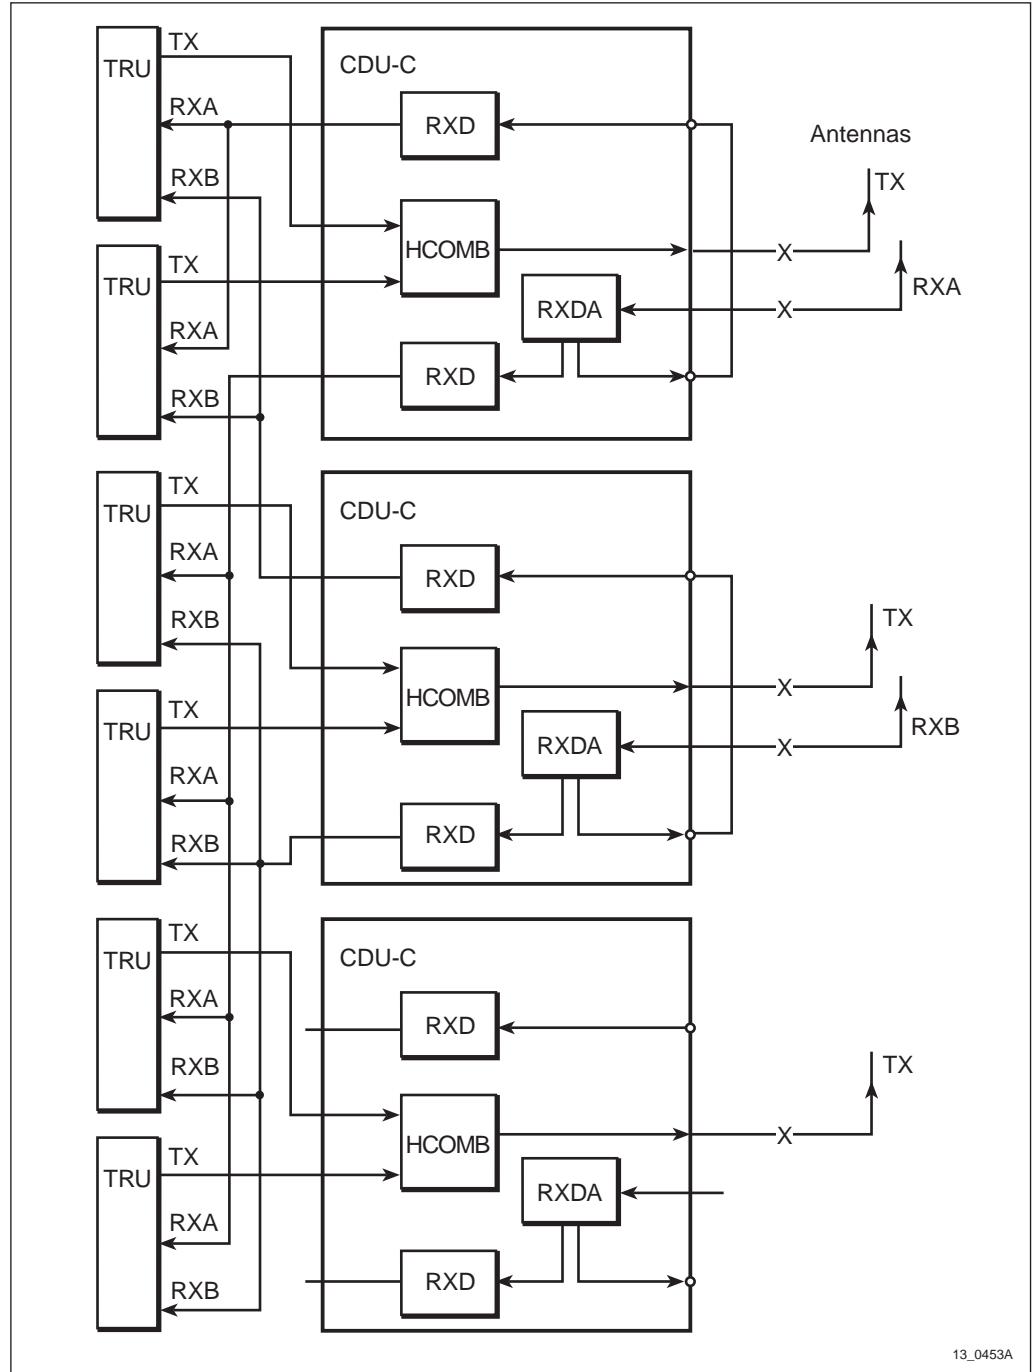 TX
TRU
CDU-C
RXA
RXD
Antennas
RXB
TX
HCOMB
TX
TRU
RXDA
RXA
RXA
RXD
RXB
TX
TRU
CDU-C
RXA
RXD
RXB
TX
HCOMB
TX
TRU
RXDA
RXB
RXA
RXD
RXB
TX
TRU
CDU-C
RXA
RXD
RXB
TX
HCOMB
TX
TRU
RXDA
RXA
RXD
RXB
X
X
X
X
X
13_0453A